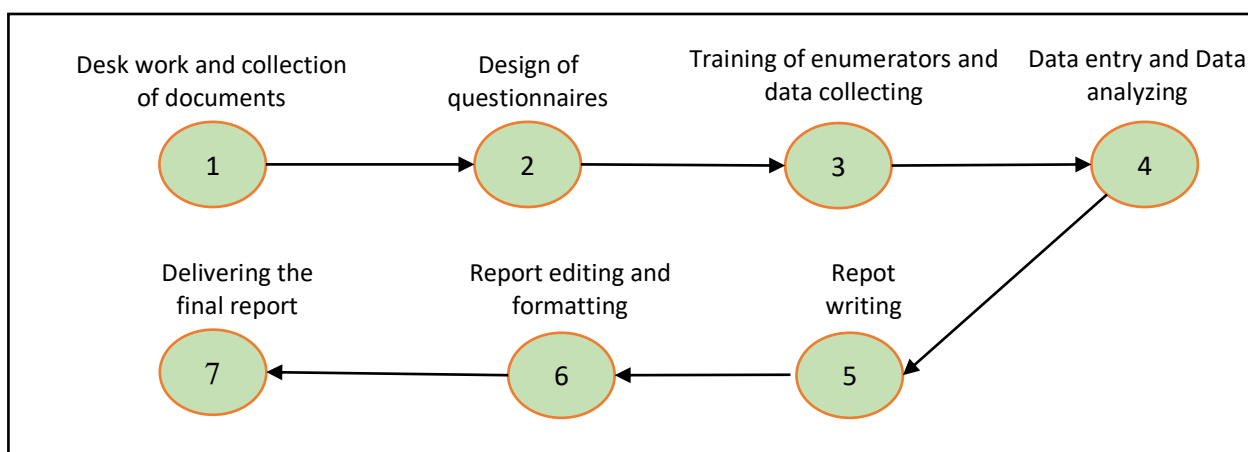 Desk work and collection
of documents
Design of
questionnaires
Training of enumerators and
data collecting
Data entry and Data
analyzing
1
2
3
4
Delivering the
final report
Report editing and
formatting
Repot
writing
7
6
5